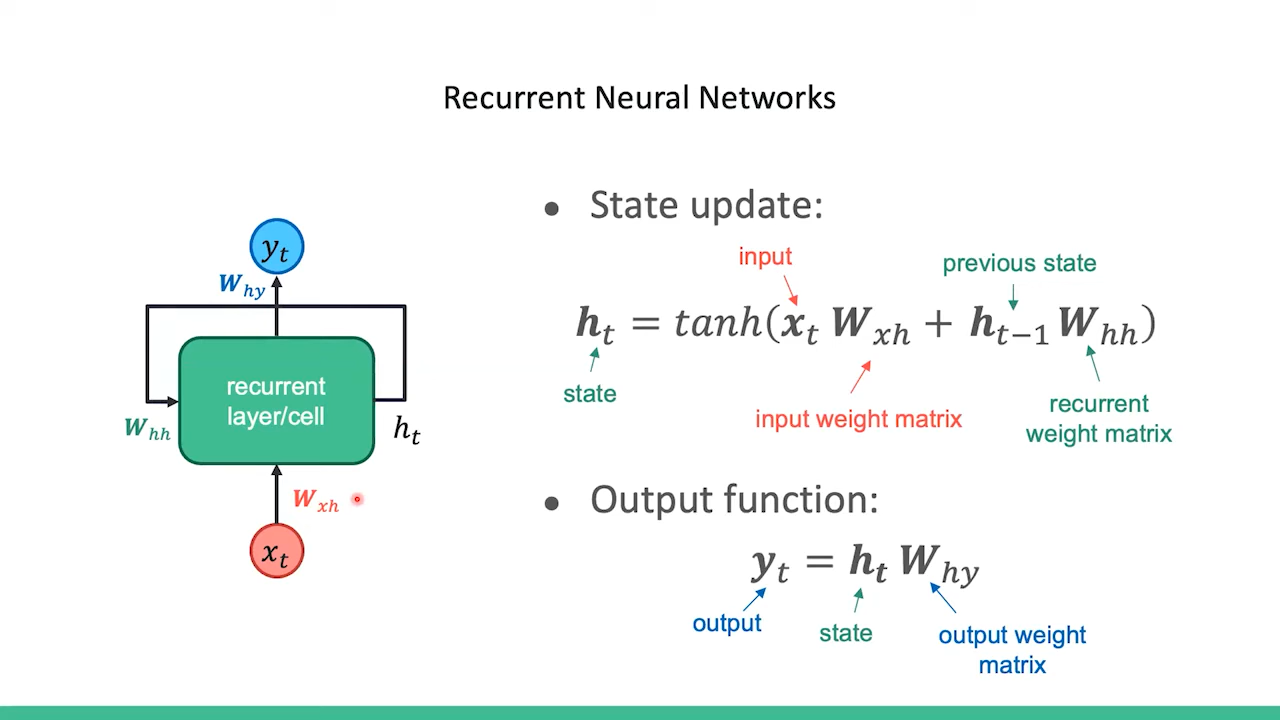 Recurrent Neural Networks
y_t
W_hy
recurrent
layer/cell
W_hh
h_t
W_xh
x_t
● State update:
input
previous state
h_t = tanh(x_t W_xh + h_{t−1} W_hh)
state
input weight matrix
recurrent
weight matrix
● Output function:
y_t = h_t W_hy
output
state
output weight
matrix